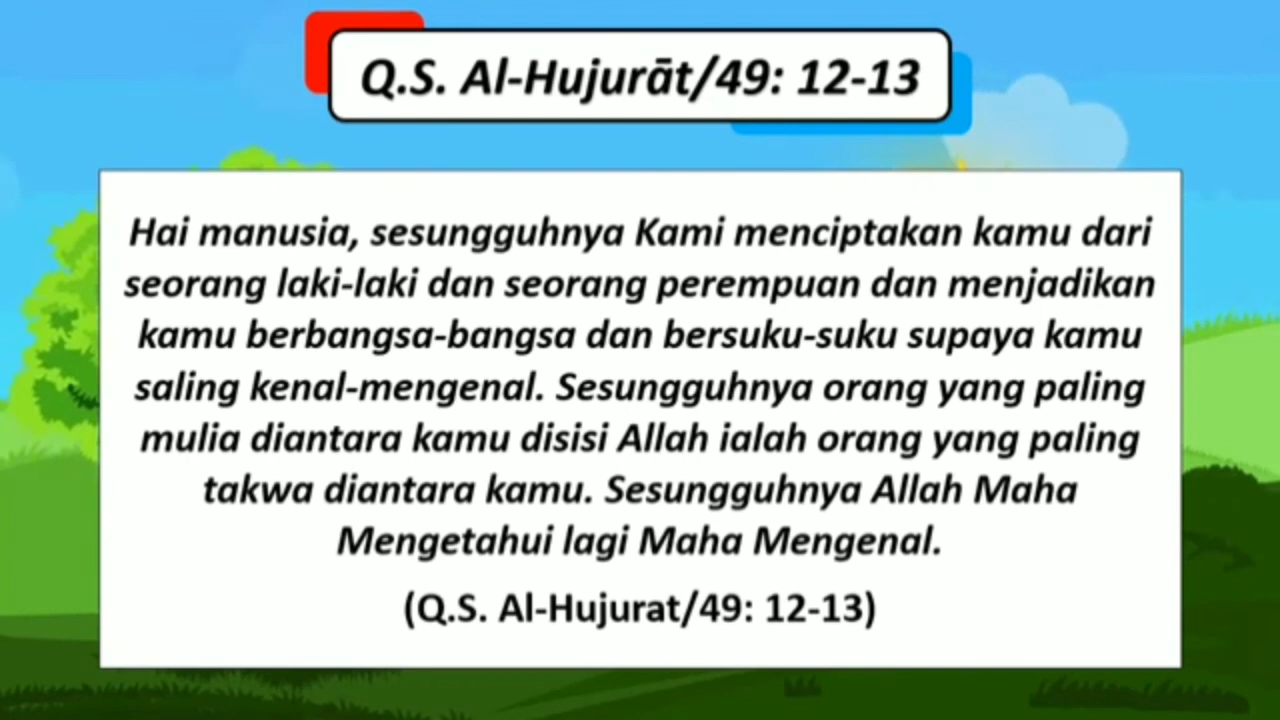 Q.S. Al-Hujurāt/49: 12-13
Hai manusia, sesungguhnya Kami menciptakan kamu dari
seorang laki-laki dan seorang perempuan dan menjadikan
kamu berbangsa-bangsa dan bersuku-suku supaya kamu
saling kenal-mengenal. Sesungguhnya orang yang paling
mulia diantara kamu disisi Allah ialah orang yang paling
takwa diantara kamu. Sesungguhnya Allah Maha
Mengetahui lagi Maha Mengenal.
(Q.S. Al-Hujurat/49: 12-13)